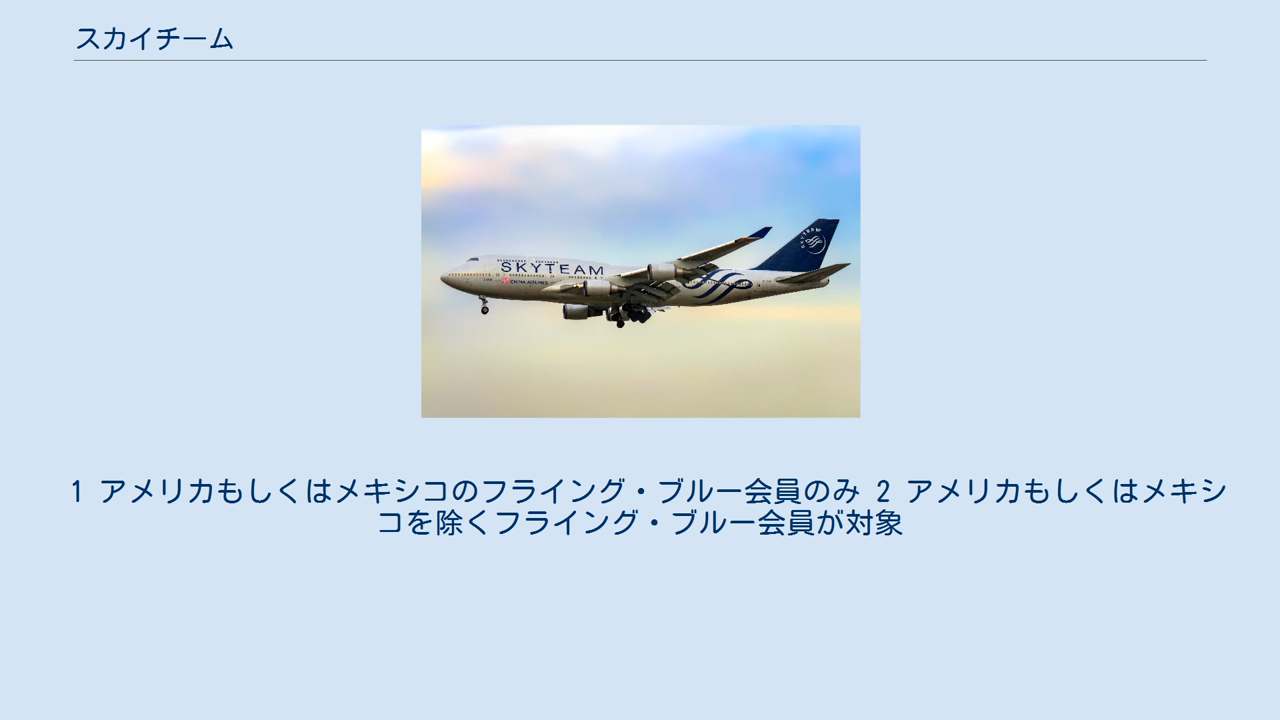 スカイチーム
SKYTEAM
CHINA AIRLINES
SKYTEAM
1 アメリカもしくはメキシコのフライング・ブルー会員のみ 2 アメリカもしくはメキシ
コを除くフライング・ブルー会員が対象